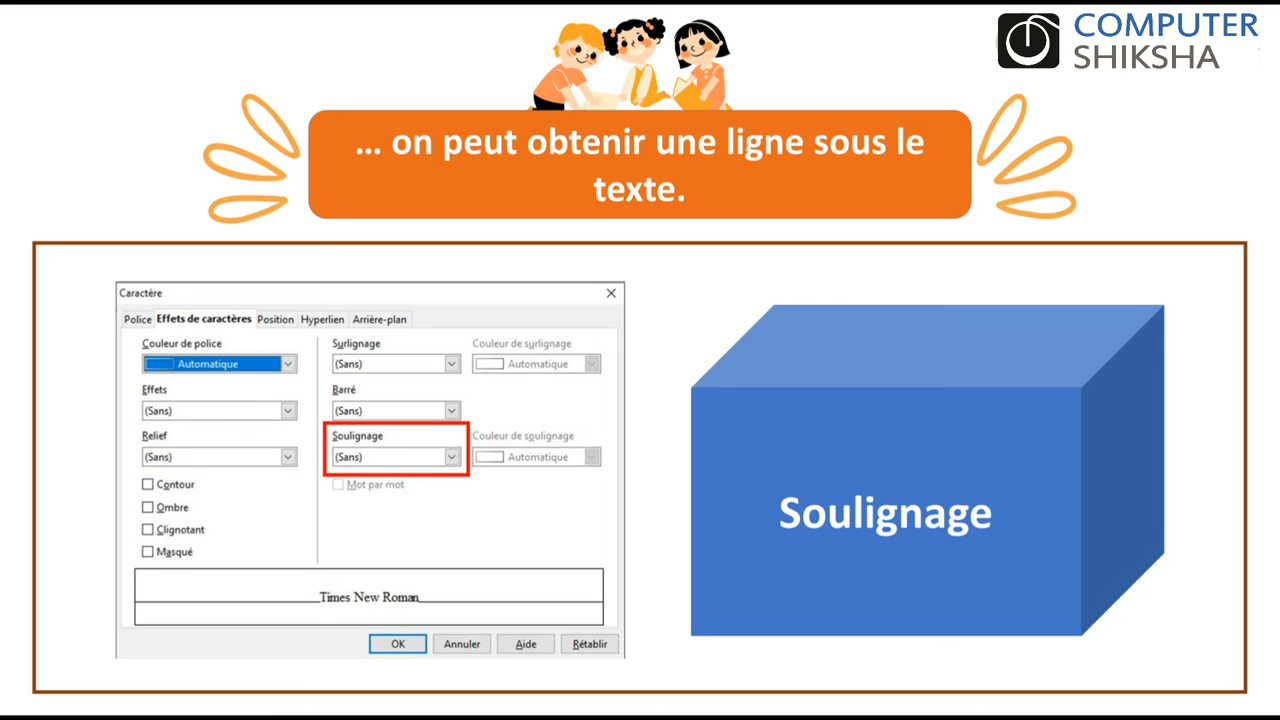 COMPUTER
SHIKSHA
... on peut obtenir une ligne sous le
texte.
Caractère
Police Effets de caractères Position Hyperlien Arrière-plan
Couleur de police Surlignage Couleur de surlignage
Automatique (Sans) Automatique
Effets Barré
(Sans) (Sans)
Relief Soulignage Couleur de soulignage
(Sans) (Sans) Automatique
Contour Mot par mot
Ombre
Clignotant
Masqué
Times New Roman
OK Annuler Aide Rétablir
Soulignage